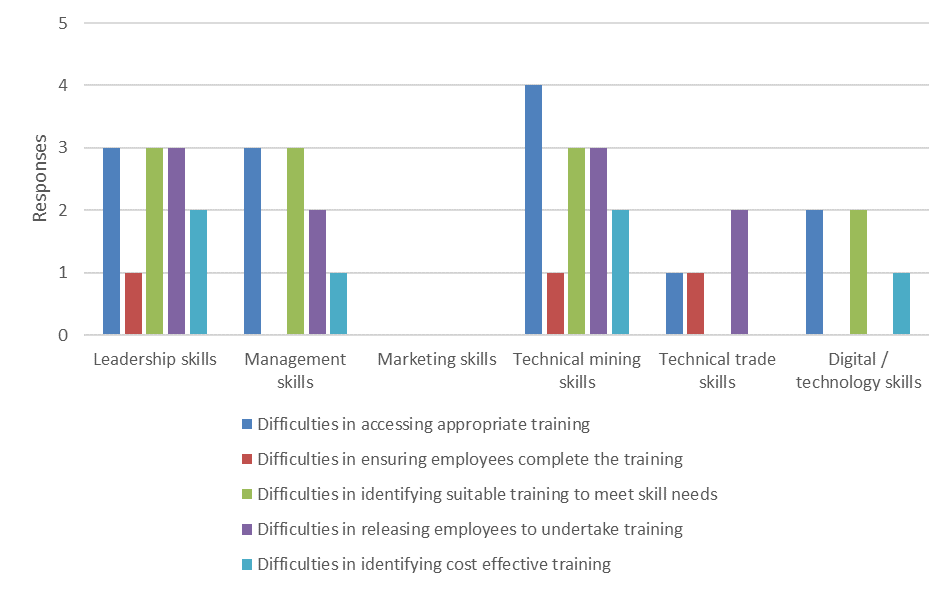 5
4
3
2
1
0
Responses
Leadership skills
Management
skills
Marketing skills
Technical mining
skills
Technical trade
skills
Digital /
technology skills
Difficulties in accessing appropriate training
Difficulties in ensuring employees complete the training
Difficulties in identifying suitable training to meet skill needs
Difficulties in releasing employees to undertake training
Difficulties in identifying cost effective training